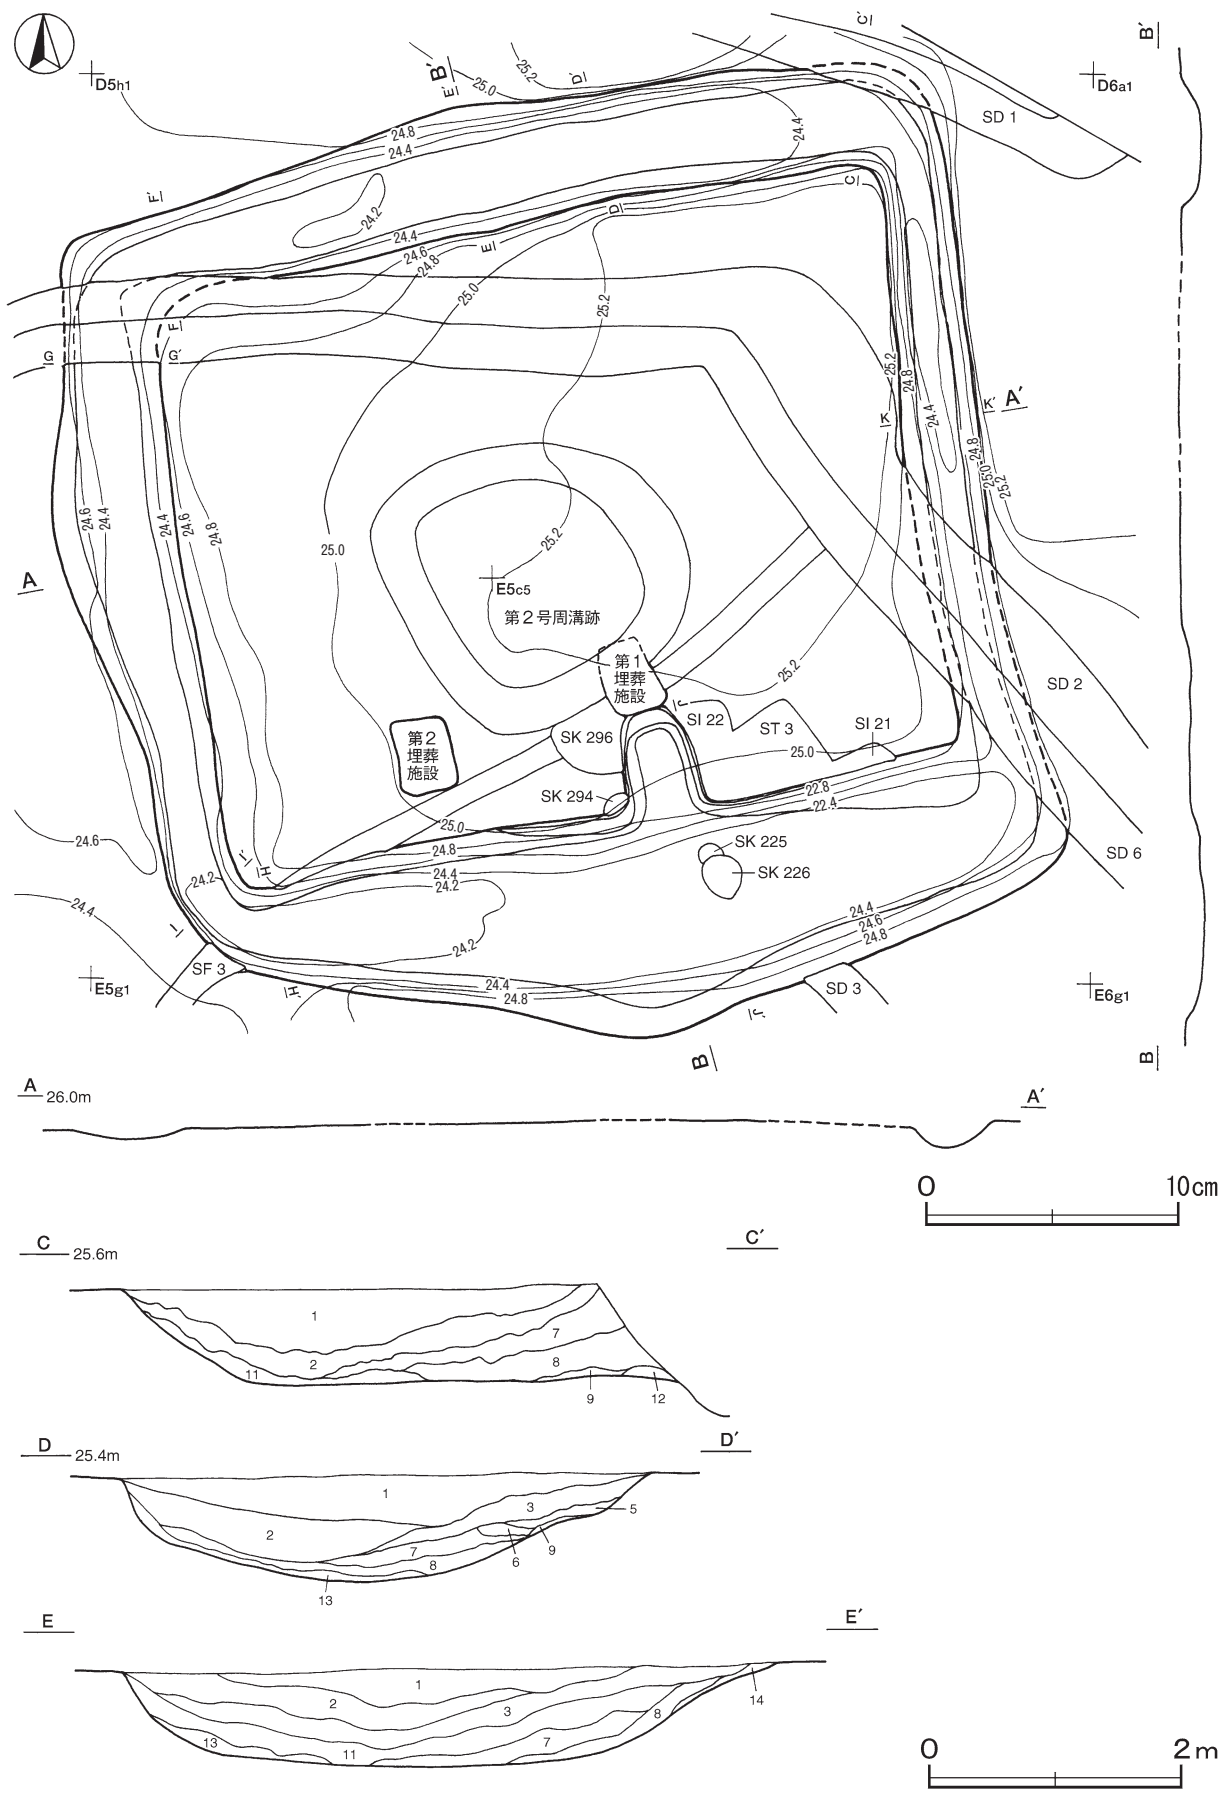 D5h1
25.0
25.2
E′
B′
D′
C′
B′
D6a1
SD 1
24.8
24.4
24.4
F′
24.2
24.4
24.6
24.8
E
D
C
25.0
25.2
F
G
G′
25.2
24.8
24.4
K
K′
A′
24.8
25.0
25.2
24.6
24.4
24.4
24.6
24.8
25.0
25.2
A
E5c5
第２号周溝跡
第１
埋葬
施設
25.2
SD 2
J
SI 22
ST 3
SI 21
第２
埋葬
施設
SK 296
25.0
SK 294
22.8
22.4
25.0
24.8
24.4
24.2
SK 225
SK 226
SD 6
24.6
I′
H
24.2
24.4
24.4
24.6
24.8
24.2
I
SF 3
E5g1
H′
24.4
24.8
J′
SD 3
E6g1
B
B
A
26.0m
A′
0
10cm
C
25.6m
C′
1
2
7
8
11
9
12
D
25.4m
D′
1
2
3
5
7
6
9
8
13
E
E′
1
2
3
14
8
13
11
7
0
2m